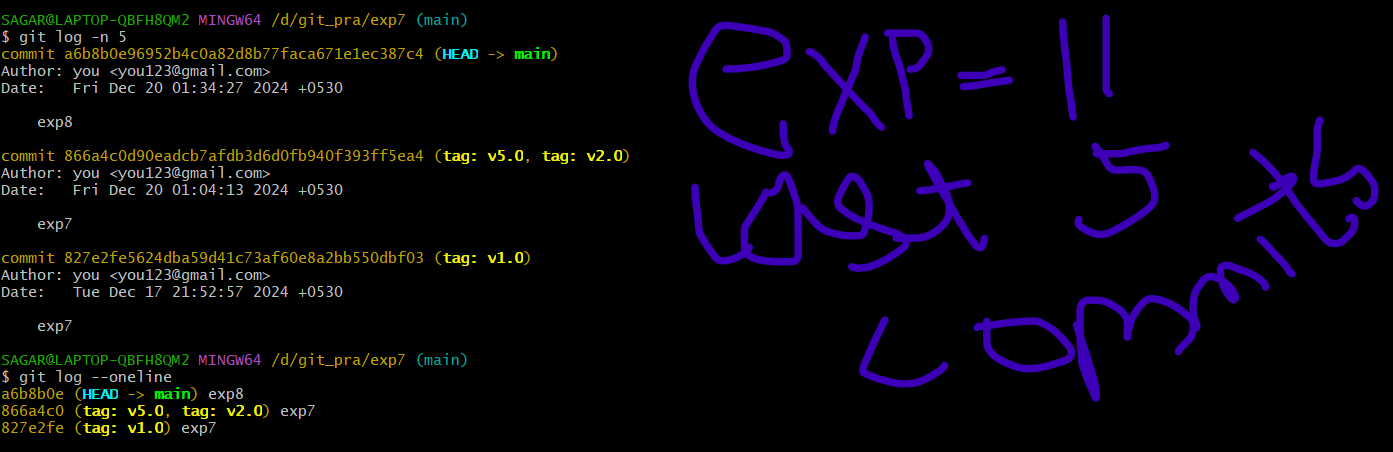 SAGAR@LAPTOP-QBFH8QM2 MINGW64 /d/git_pra/exp7 (main)
$ git log -n 5
commit a6b8b0e96952b4c0a82d8b77faca671e1ec387c4 (HEAD -> main)
Author: you <you123@gmail.com>
Date:   Fri Dec 20 01:34:27 2024 +0530
exp8
commit 866a4c0d90eadcb7afdb3d6d0fb940f393ff5ea4 (tag: v5.0, tag: v2.0)
Author: you <you123@gmail.com>
Date:   Fri Dec 20 01:04:13 2024 +0530
exp7
commit 827e2fe5624dba59d41c73af60e8a2bb550dbf03 (tag: v1.0)
Author: you <you123@gmail.com>
Date:   Tue Dec 17 21:52:57 2024 +0530
exp7
SAGAR@LAPTOP-QBFH8QM2 MINGW64 /d/git_pra/exp7 (main)
$ git log --oneline
a6b8b0e (HEAD -> main) exp8
866a4c0 (tag: v5.0, tag: v2.0) exp7
827e2fe (tag: v1.0) exp7
Exp = 11
last 5
commits